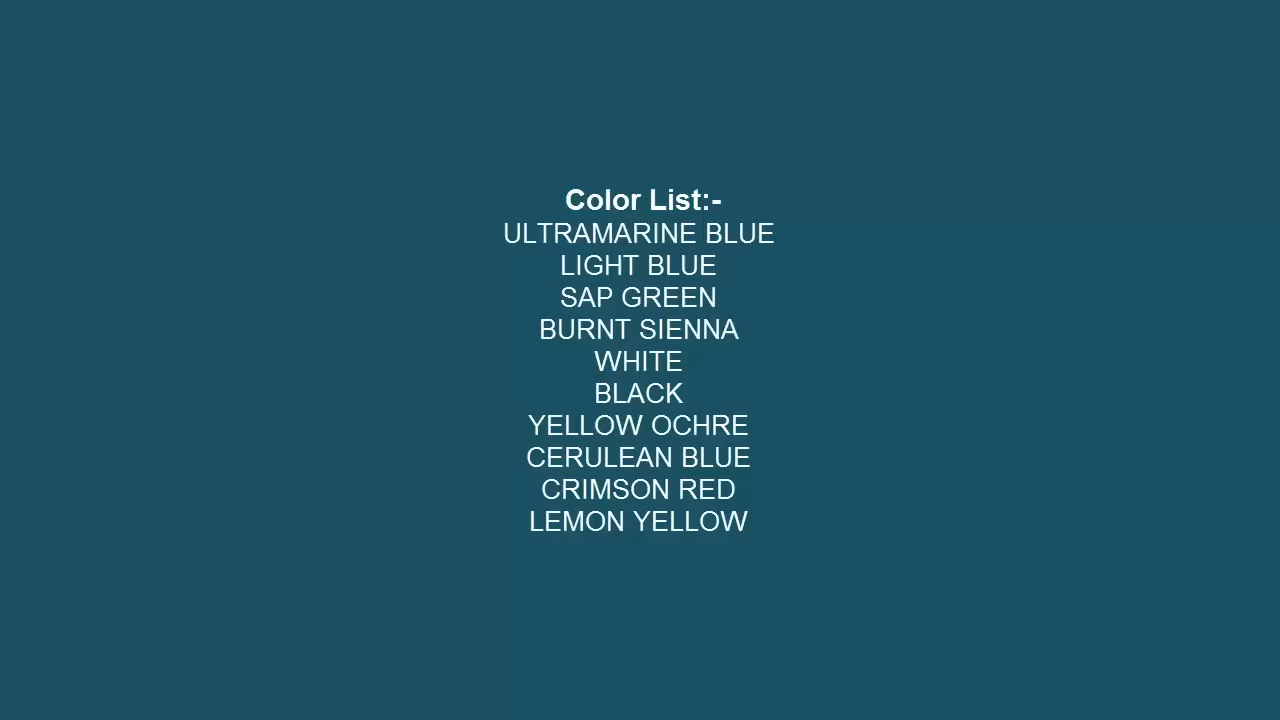 Color List:-
ULTRAMARINE BLUE
LIGHT BLUE
SAP GREEN
BURNT SIENNA
WHITE
BLACK
YELLOW OCHRE
CERULEAN BLUE
CRIMSON RED
LEMON YELLOW